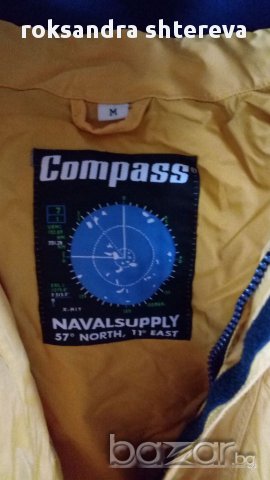 roksandra shtereva
M
Compass
NAVALSUPPLY
57° NORTH, 11° EAST
bazar.bg